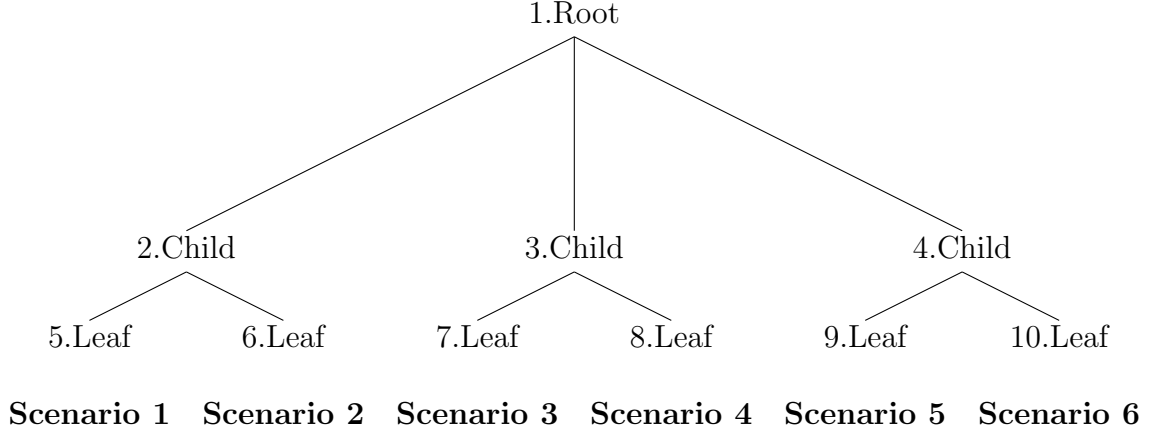 1.Root
2.Child 3.Child 4.Child
5.Leaf 6.Leaf 7.Leaf 8.Leaf 9.Leaf 10.Leaf
Scenario 1 Scenario 2 Scenario 3 Scenario 4 Scenario 5 Scenario 6